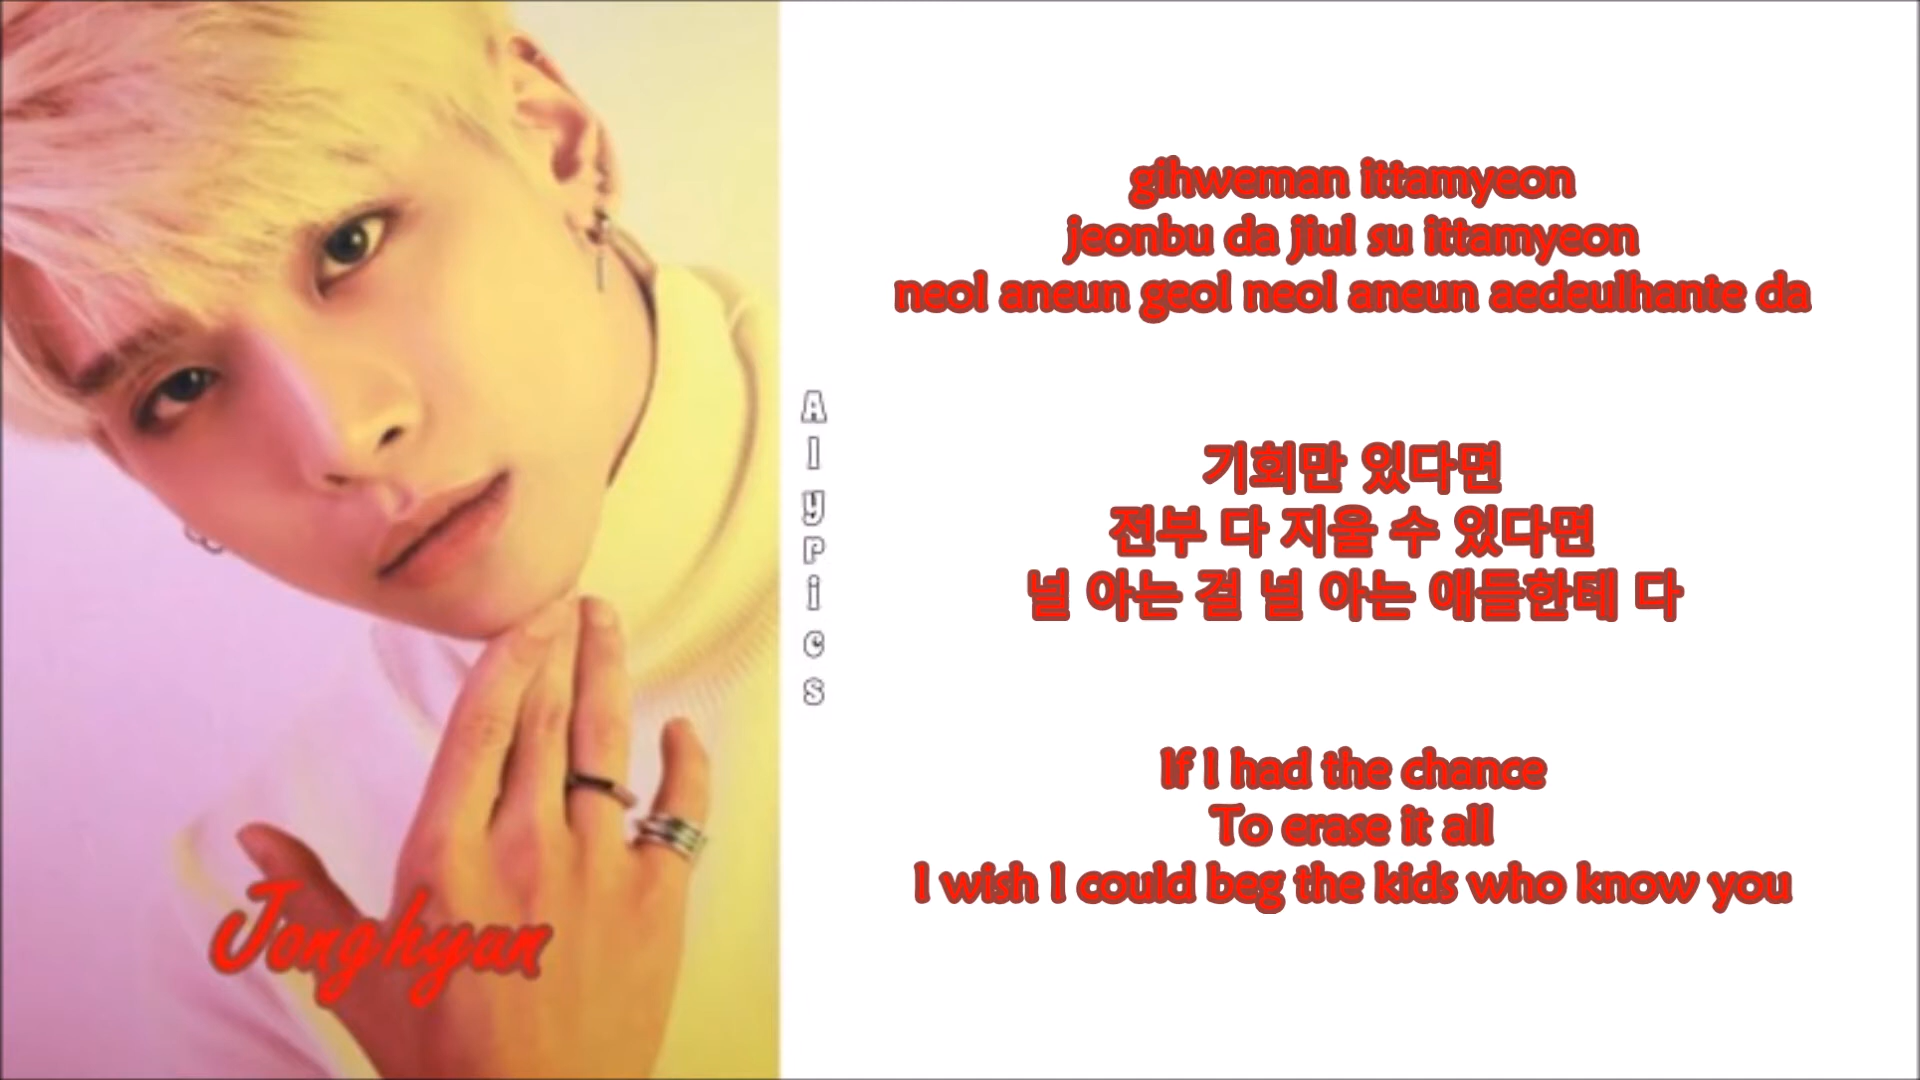 gihweman ittamyeon
jeonbu da jiul su ittamyeon
neol aneun geol neol aneun aedeulhante da
기회만 있다면
전부 다 지울 수 있다면
널 아는 걸 널 아는 애들한테 다
If I had the chance
To erase it all
I wish I could beg the kids who know you
Alyrics
Jonghyun